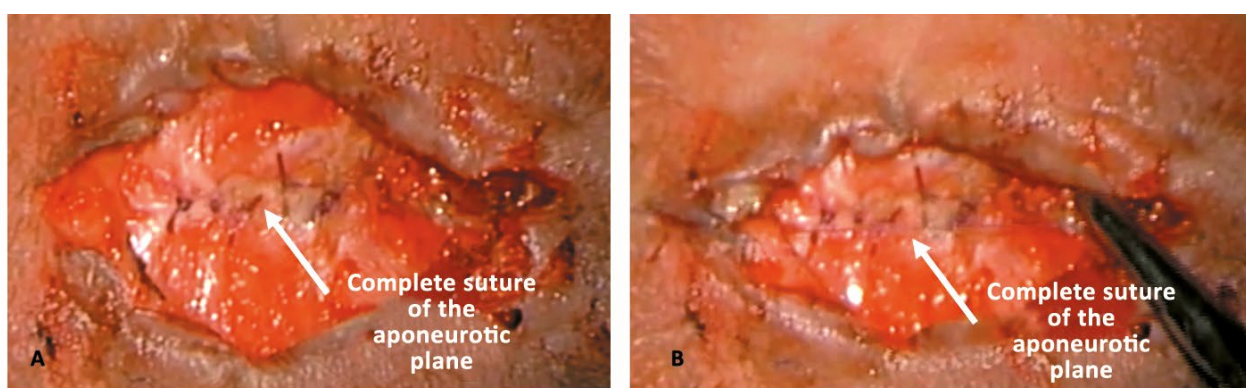 Complete suture
of the
aponeurotic
plane
A
Complete suture
of the
aponeurotic
plane
B